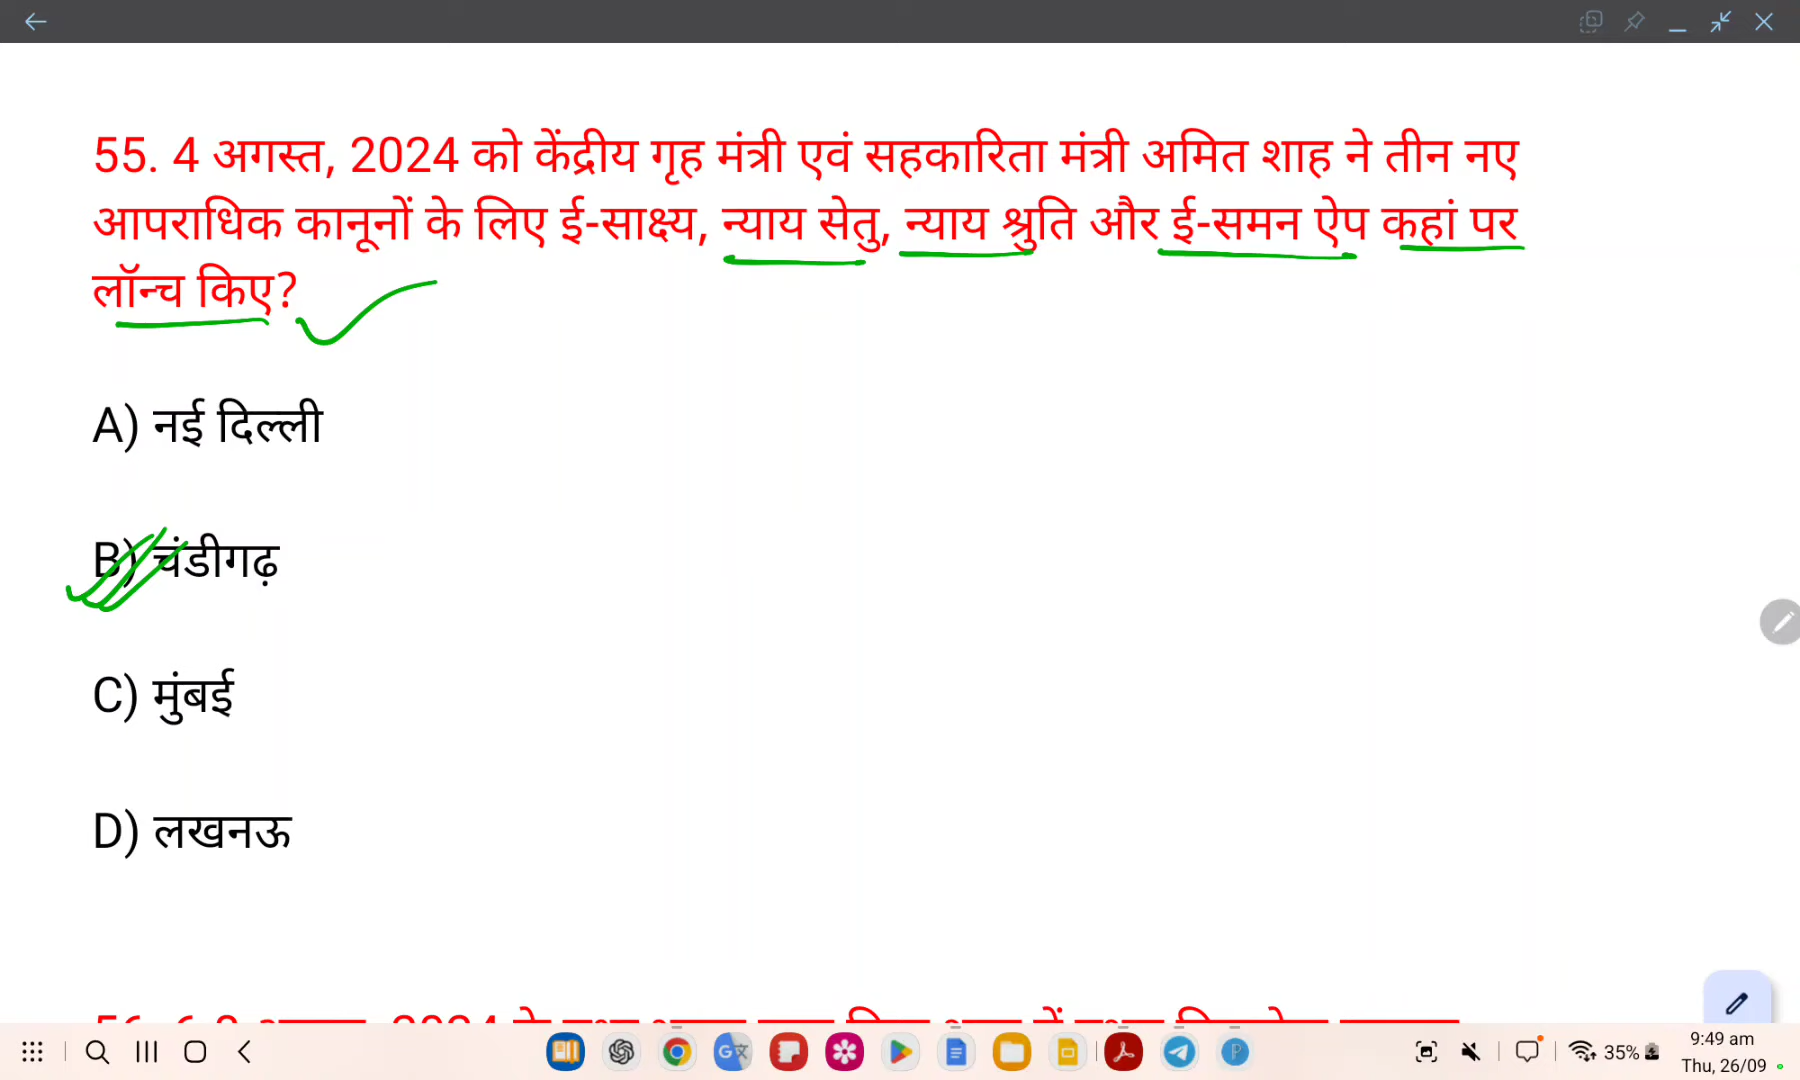 55. 4 अगस्त, 2024 को केंद्रीय गृह मंत्री एवं सहकारिता मंत्री अमित शाह ने तीन नए
आपराधिक कानूनों के लिए ई-साक्ष्य, न्याय सेतु, न्याय श्रुति और ई-समन ऐप कहां पर
लॉन्च किए?
A) नई दिल्ली
B) चंडीगढ़
C) मुंबई
D) लखनऊ
35%
9:49 am
Thu, 26/09